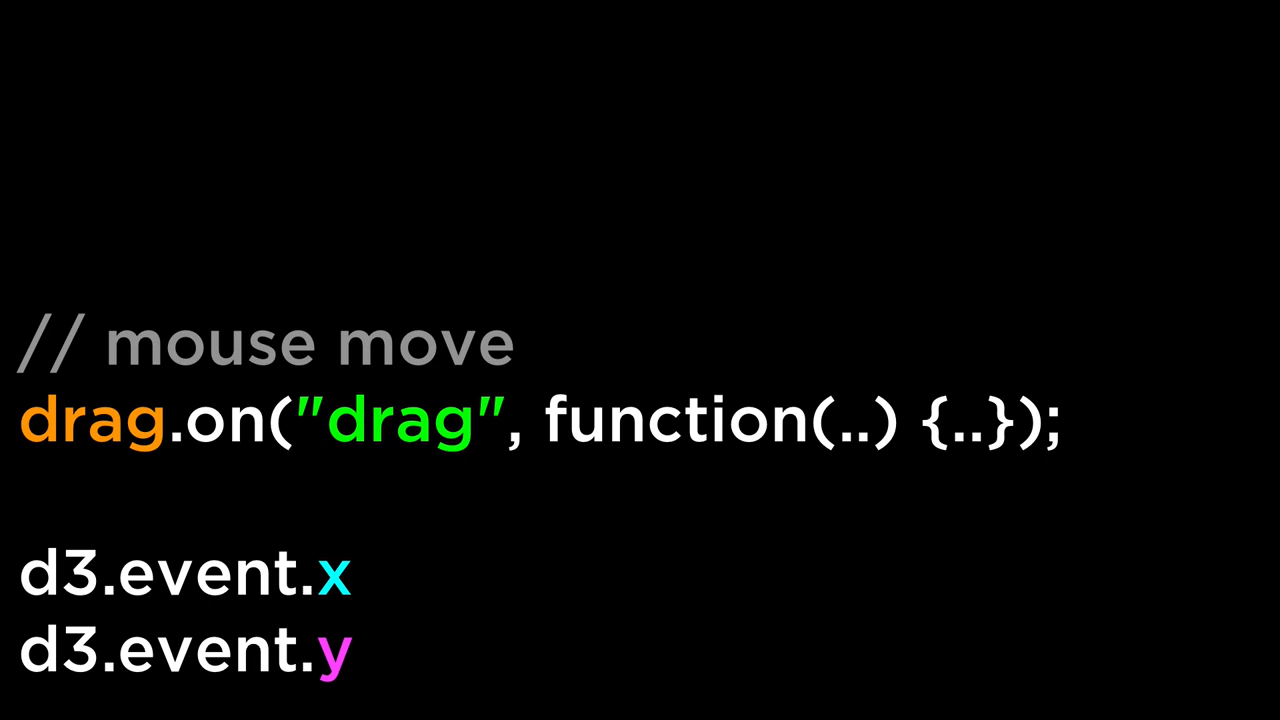 // mouse move
drag.on("drag", function(..) {..});
d3.event.x
d3.event.y